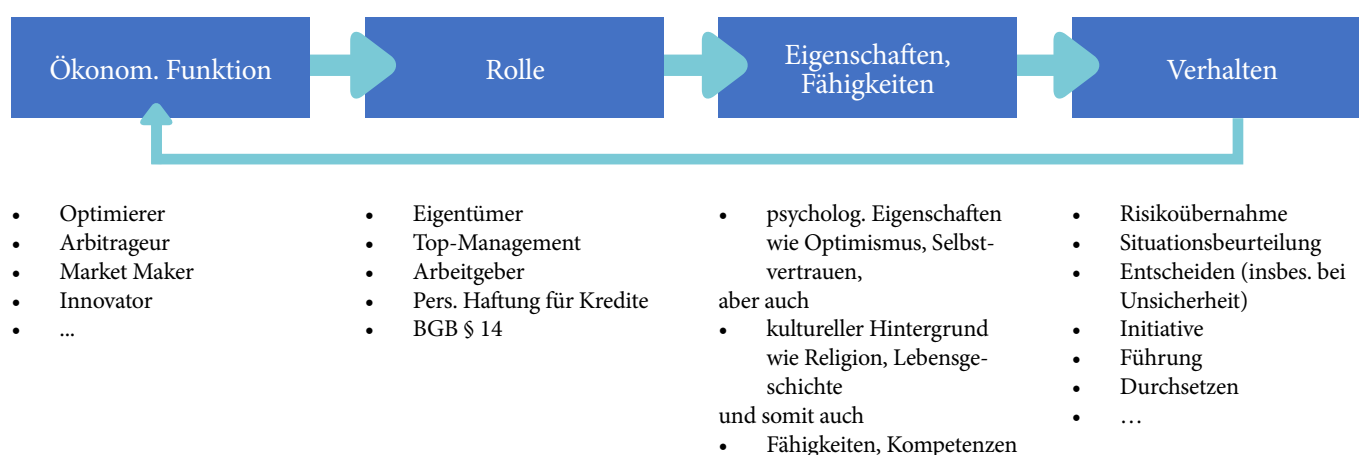 Ökonom. Funktion
Rolle
Eigenschaften,
Fähigkeiten
Verhalten
• Optimierer
• Arbitrageur
• Market Maker
• Innovator
• ...
• Eigentümer
• Top-Management
• Arbeitgeber
• Pers. Haftung für Kredite
• BGB § 14
• psycholog. Eigenschaften
wie Optimismus, Selbst-
vertrauen,
aber auch
• kultureller Hintergrund
wie Religion, Lebensge-
schichte
und somit auch
• Fähigkeiten, Kompetenzen
• Risikoübernahme
• Situationsbeurteilung
• Entscheiden (insbes. bei
Unsicherheit)
• Initiative
• Führung
• Durchsetzen
• …